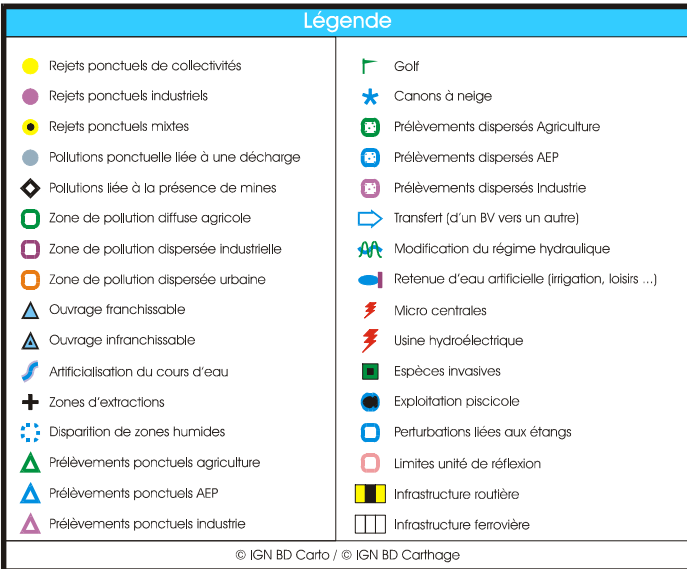 Légende
Rejets ponctuels de collectivités
Rejets ponctuels industriels
Rejets ponctuels mixtes
Pollutions ponctuelle liée à une décharge
Pollutions liée à la présence de mines
Zone de pollution diffuse agricole
Zone de pollution dispersée industrielle
Zone de pollution dispersée urbaine
Ouvrage franchissable
Ouvrage infranchissable
Artificialisation du cours d'eau
Zones d'extractions
Disparition de zones humides
Prélèvements ponctuels agriculture
Prélèvements ponctuels AEP
Prélèvements ponctuels industrie
Golf
Canons à neige
Prélèvements dispersés Agriculture
Prélèvements dispersés AEP
Prélèvements dispersés Industrie
Transfert (d'un BV vers un autre)
Modification du régime hydraulique
Retenue d'eau artificielle (irrigation, loisirs ...)
Micro centrales
Usine hydroélectrique
Espèces invasives
Exploitation piscicole
Perturbations liées aux étangs
Limites unité de réflexion
Infrastructure routière
Infrastructure ferrovière
© IGN BD Carto / © IGN BD Carthage